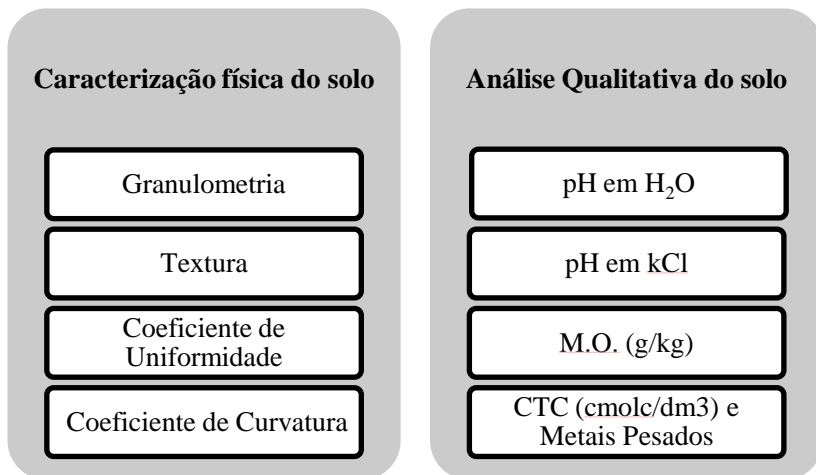 Caracterização física do solo
Granulometria
Textura
Coeficiente de
Uniformidade
Coeficiente de Curvatura
Análise Qualitativa do solo
pH em H₂O
pH em kCl
M.O. (g/kg)
CTC (cmolc/dm3) e
Metais Pesados